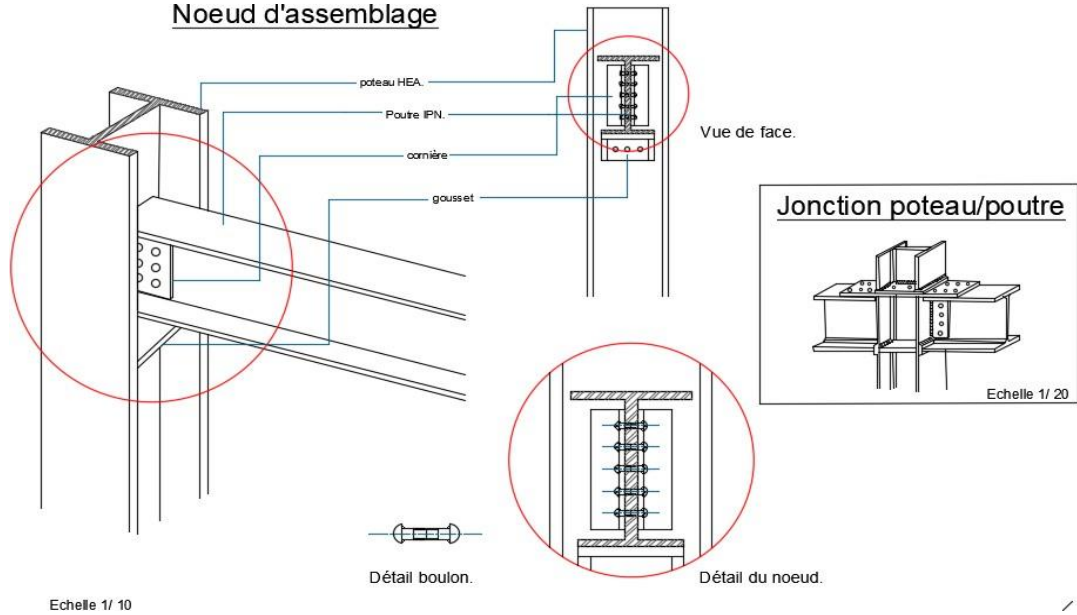 Noeud d'assemblage
poteau HEA.
Poutre IPN.
cornière
gousset
Vue de face.
Jonction poteau/poutre
Echelle 1/ 20
Détail boulon.
Détail du noeud.
Echelle 1/ 10